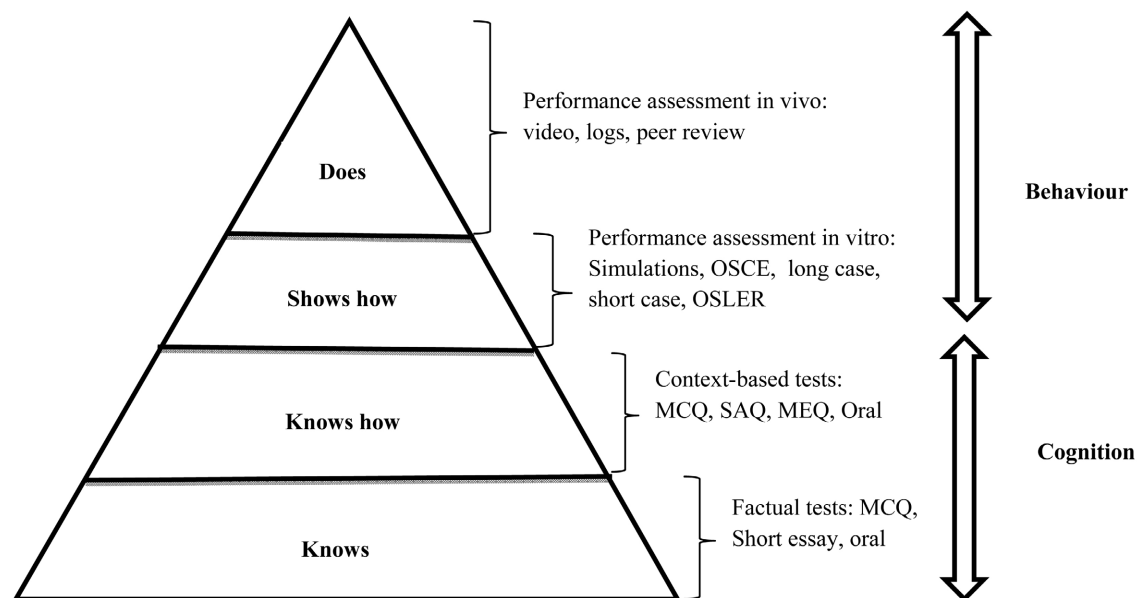 Performance assessment in vivo:
video, logs, peer review
Does
Behaviour
Performance assessment in vitro:
Simulations, OSCE, long case,
short case, OSLER
Shows how
Context-based tests:
MCQ, SAQ, MEQ, Oral
Knows how
Cognition
Factual tests: MCQ,
Short essay, oral
Knows